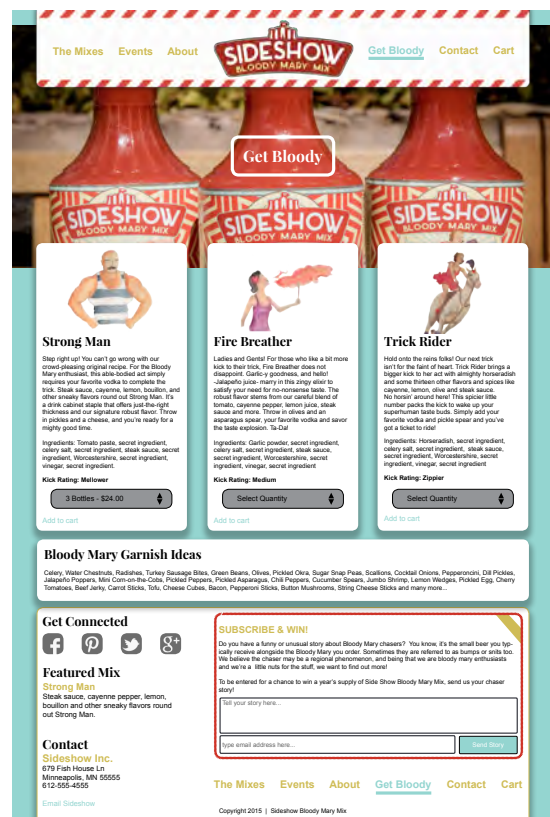 The Mixes Events About
SIDESHOW
BLOODY MARY MIX
Get Bloody Contact Cart
Get Bloody
SIDESHOW
BLOODY MARY MIX
SIDESHOW
BLOODY MARY MIX
SIDESHOW
BLOODY MARY MIX
Strong Man
Step right up! You can't go wrong with our
crowd-pleasing original recipe. For the Bloody
Mary enthusiast, this able-bodied act simply
requires your favorite vodka to complete the
trick. Steak sauce, cayenne, lemon, bouillon, and
other sneaky flavors round out Strong Man. It's
a drink cabinet staple that offers just-the-right
thickness and our signature robust flavor. Throw
in pickles and a cheese, and you're ready for a
mighty good time.
Ingredients: Tomato paste, secret ingredient,
celery salt, secret ingredient, steak sauce, secret
ingredient, Worcestershire, secret ingredient,
vinegar, secret ingredient.
Kick Rating: Mellower
3 Bottles - $24.00
Add to cart
Fire Breather
Ladies and Gents! For those who like a bit more
kick to their trick, Fire Breather does not
disappoint. Garlic-y goodness, and hello!
-Jalapeño juice- marry in this zingy elixir to
satisfy your need for no-nonsense taste. The
robust flavor stems from our careful blend of
tomato, cayenne pepper, lemon juice, steak
sauce and more. Throw in olives and an
asparagus spear, your favorite vodka and savor
the taste explosion. Ta-Da!
Ingredients: Garlic powder, secret ingredient,
celery salt, secret ingredient, steak sauce,
secret ingredient, Worcestershire, secret
ingredient, vinegar, secret ingredient
Kick Rating: Medium
Select Quantity
Add to cart
Trick Rider
Hold onto the reins folks! Our next trick
isn't for the faint of heart. Trick Rider brings a
bigger kick to her act with almighty horseradish
and some thirteen other flavors and spices like
cayenne, lemon, olive and steak sauce.
No horsin' around here! This spicier little
number packs the kick to wake up your
superhuman taste buds. Simply add your
favorite vodka and pickle spear and you've
got a ticket to ride!
Ingredients: Horseradish, secret ingredient,
celery salt, secret ingredient, steak sauce,
secret ingredient, Worcestershire, secret
ingredient, vinegar, secret ingredient
Kick Rating: Zippier
Select Quantity
Add to cart
Bloody Mary Garnish Ideas
Celery, Water Chestnuts, Radishes, Turkey Sausage Bites, Green Beans, Olives, Pickled Okra, Sugar Snap Peas, Scallions, Cocktail Onions, Pepperoncini, Dill Pickles,
Jalapeño Poppers, Mini Corn-on-the-Cobs, Pickled Peppers, Pickled Asparagus, Chili Peppers, Cucumber Spears, Jumbo Shrimp, Lemon Wedges, Pickled Egg, Cherry
Tomatoes, Beef Jerky, Carrot Sticks, Tofu, Cheese Cubes, Bacon, Pepperoni Sticks, Button Mushrooms, String Cheese Sticks and many more...
Get Connected
Featured Mix
Strong Man
Steak sauce, cayenne pepper, lemon,
bouillon and other sneaky flavors round
out Strong Man.
Contact
Sideshow Inc.
679 Fish House Ln
Minneapolis, MN 55555
612-555-4555
Email Sideshow
SUBSCRIBE & WIN!
Do you have a funny or unusual story about Bloody Mary chasers? You know, it's the small beer you typ-
ically receive alongside the Bloody Mary you order. Sometimes they are referred to as bumps or snits too.
We believe the chaser may be a regional phenomenon, and being that we are bloody mary enthusiasts
and we're a little nuts for the stuff, we want to find out more!
To be entered for a chance to win a year's supply of Side Show Bloody Mary Mix, send us your chaser
story!
Tell your story here...
type email address here...
Send Story
The Mixes Events About Get Bloody Contact Cart
Copyright 2015 | Sideshow Bloody Mary Mix